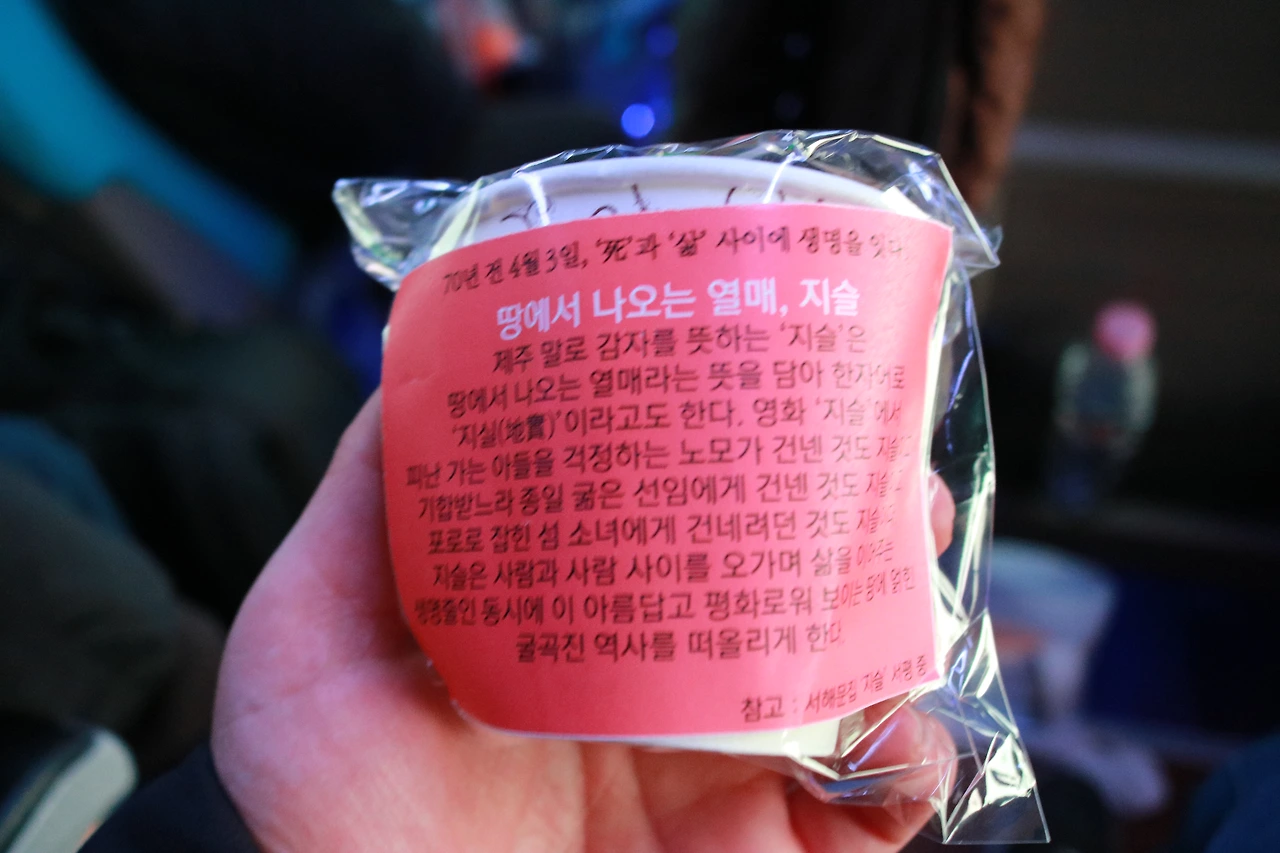 70년 전 4월 3일, ‘死’과 ‘삶’ 사이에 생명을 잇다.
땅에서 나오는 열매, 지슬
제주 말로 감자를 뜻하는 ‘지슬’은
땅에서 나오는 열매라는 뜻을 담아 한자어로
‘지실(地實)’이라고도 한다. 영화 ‘지슬’에서
피난 가는 아들을 걱정하는 노모가 건넨 것도 지슬이고
기합받느라 종일 굶은 선임에게 건넨 것도 지슬이고
포로로 잡힌 섬 소녀에게 건네려던 것도
지슬은 사람과 사람 사이를 오가며 삶을 이어주는
생명줄인 동시에 이 아름답고 평화로워 보이는 땅에 얽힌
굴곡진 역사를 떠올리게 한다.
참고 : 서해문집 '지슬' 서평 중